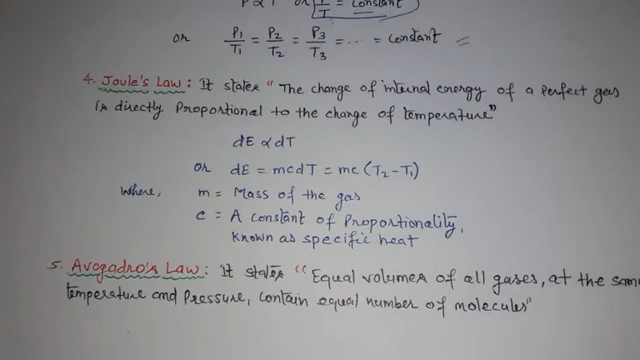 P ∝ T or P/T = constant
or P1/T1 = P2/T2 = P3/T3 = ..... = constant
4. Joule's Law: It states "The change of internal energy of a perfect gas
is directly Proportional to the change of temperature"
dE ∝ dT
or dE = mcdT = mc (T2 - T1)
Where, m = Mass of the gas
c = A constant of Proportionality,
known as specific heat
5. Avogadro's Law: It states "Equal volumes of all gases, at the same
temperature and Pressure, contain equal number of molecules"